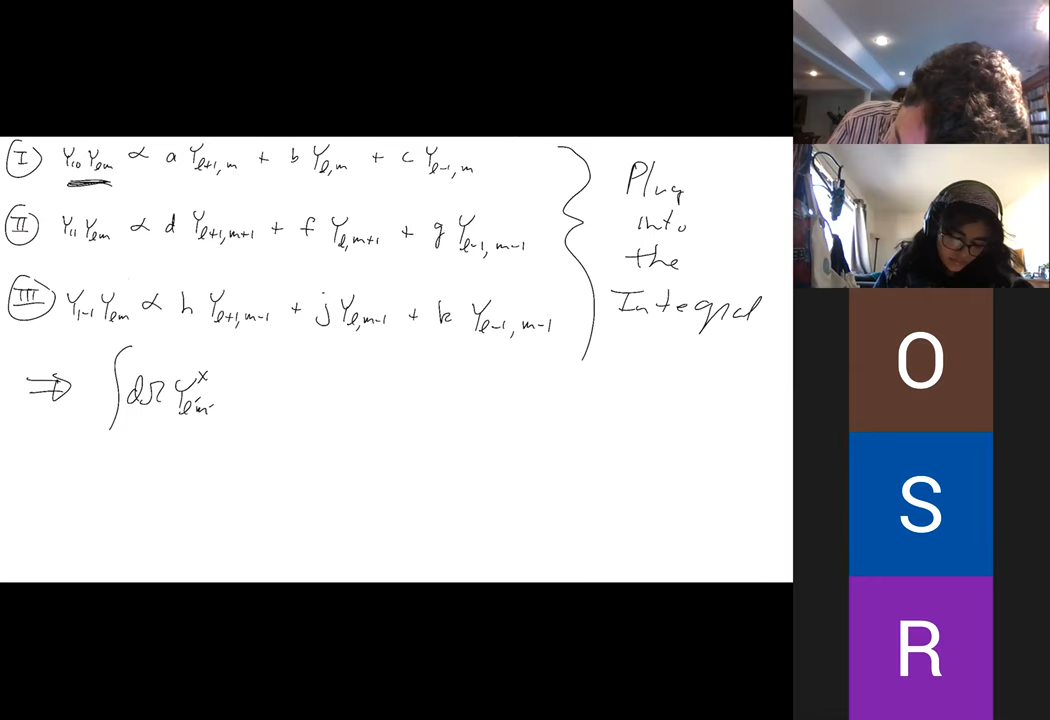 (I) Y₁₀ Yₗₘ ∝ a Yₗ₊₁,ₘ + b Yₗ,ₘ + c Yₗ₋₁,ₘ
(II) Y₁₁ Yₗₘ ∝ d Yₗ₊₁,ₘ₊₁ + f Yₗ,ₘ₊₁ + g Yₗ₋₁,ₘ₋₁
(III) Y₁₋₁ Yₗₘ ∝ h Yₗ₊₁,ₘ₋₁ + j Yₗ,ₘ₋₁ + k Yₗ₋₁,ₘ₋₁
Plug
into
the
Integral
⇒ ∫ dΩ Y*ₗ′ₘ′
O
S
R